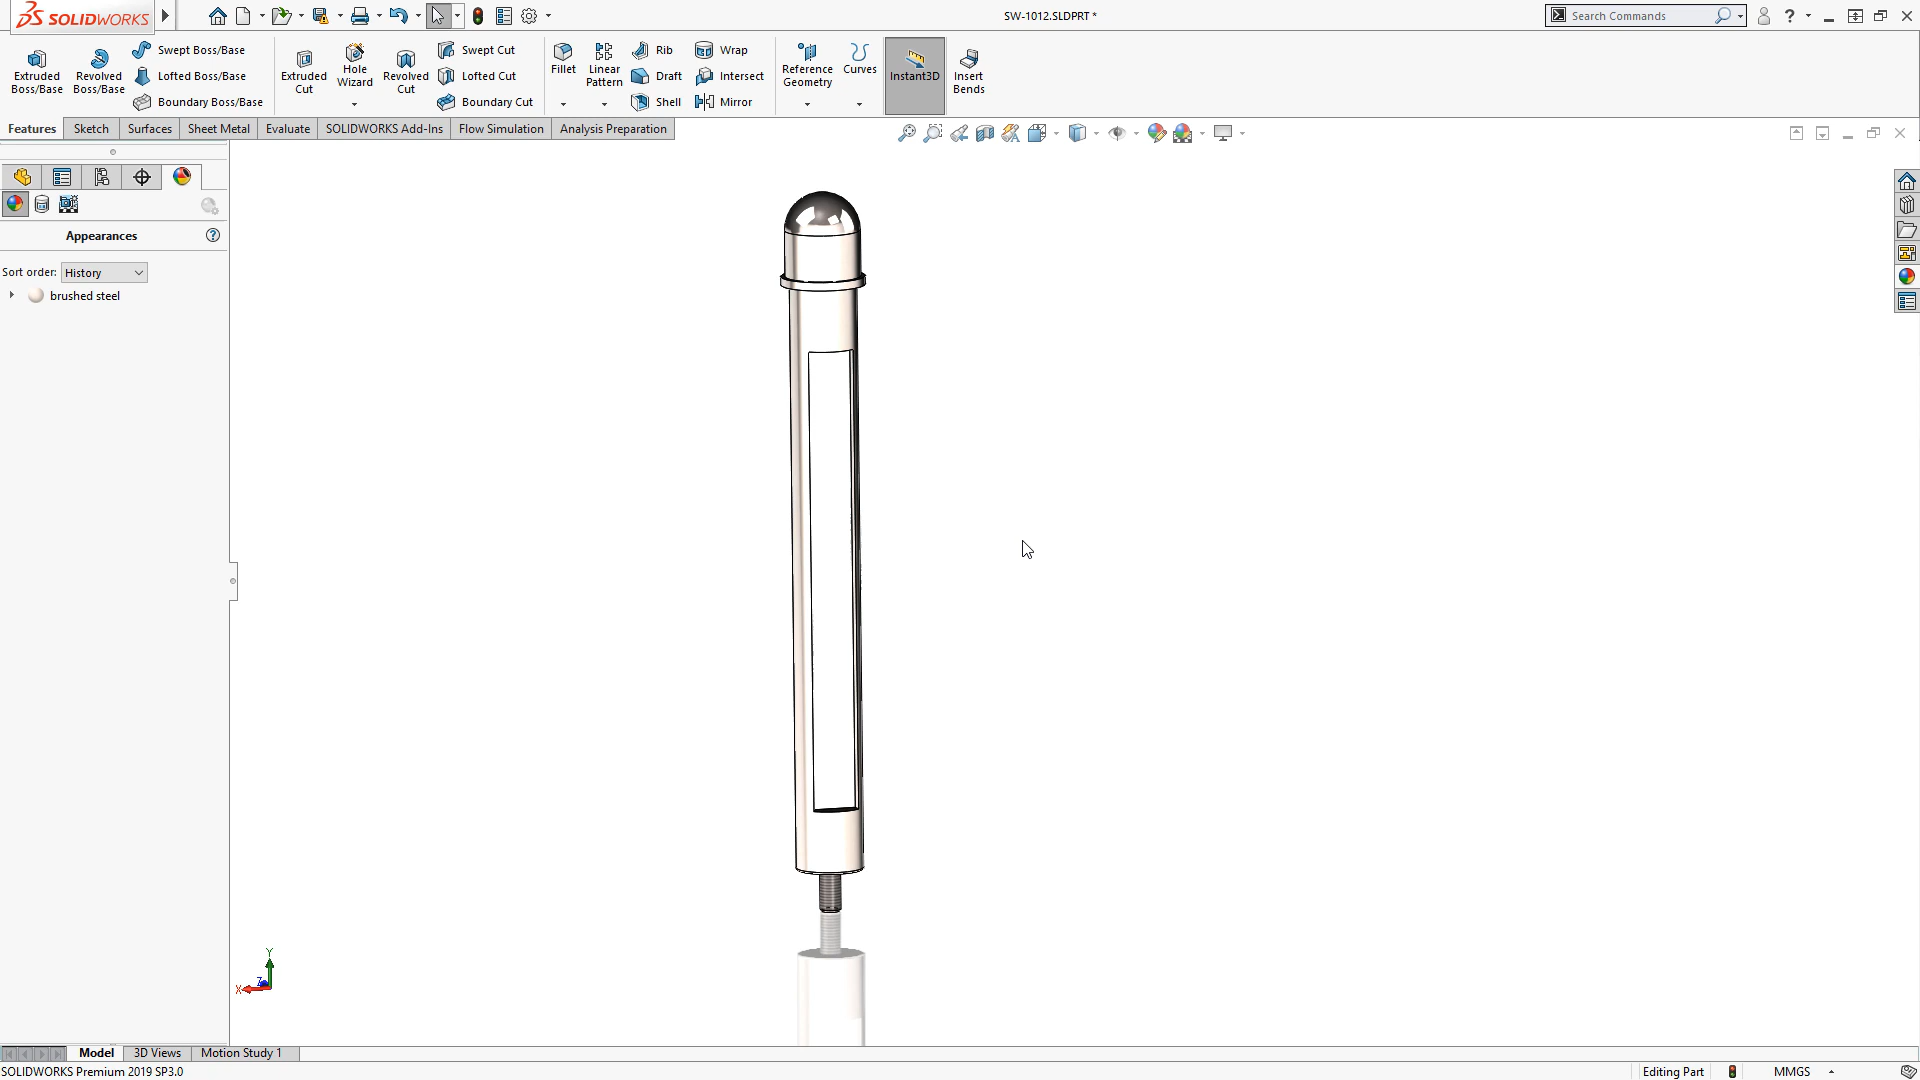 SOLIDWORKS
SW-1012.SLDPRT *
Search Commands
Extruded Boss/Base
Revolved Boss/Base
Swept Boss/Base
Lofted Boss/Base
Boundary Boss/Base
Extruded Cut
Hole Wizard
Revolved Cut
Swept Cut
Lofted Cut
Boundary Cut
Fillet
Linear Pattern
Rib
Draft
Shell
Wrap
Intersect
Mirror
Reference Geometry
Curves
Instant3D
Insert Bends
Features
Sketch
Surfaces
Sheet Metal
Evaluate
SOLIDWORKS Add-Ins
Flow Simulation
Analysis Preparation
Appearances
Sort order: History
brushed steel
Y
Z
X
Model
3D Views
Motion Study 1
SOLIDWORKS Premium 2019 SP3.0
Editing Part
MMGS